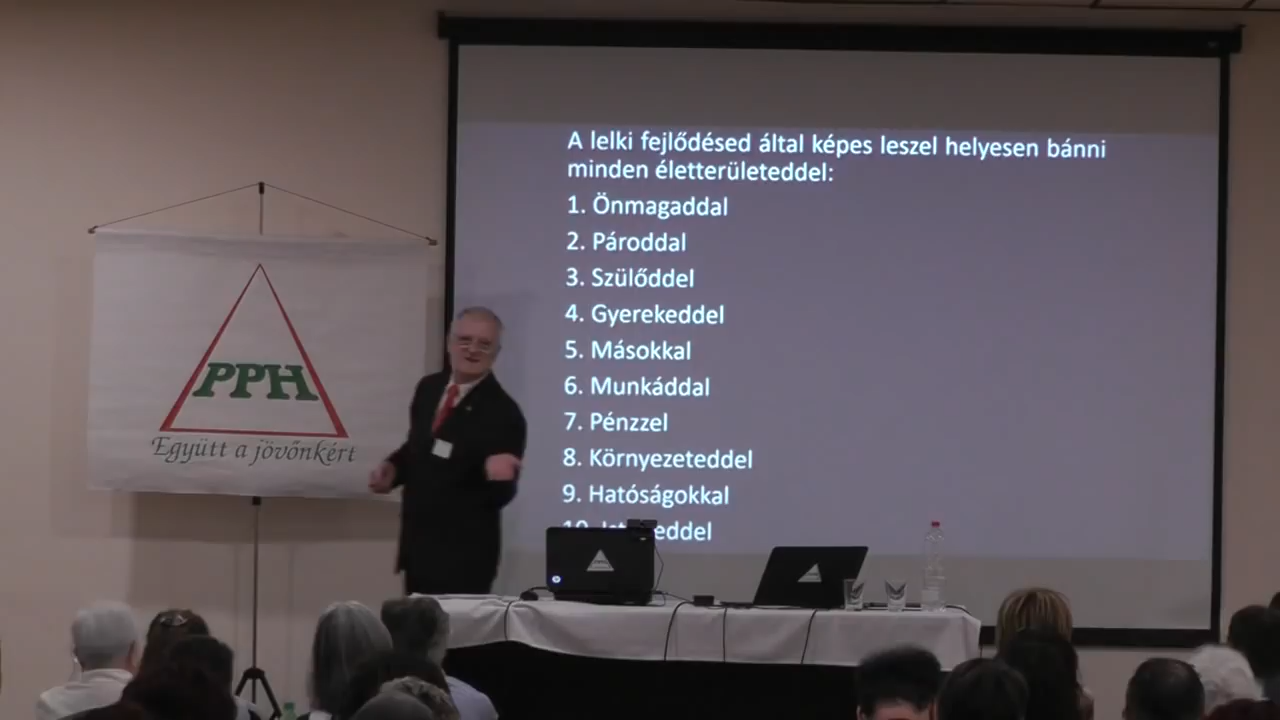 A lelki fejlődésed által képes leszel helyesen bánni
minden életterületeddel:
1. Önmagaddal
2. Pároddal
3. Szülőddel
4. Gyerekeddel
5. Másokkal
6. Munkáddal
7. Pénzzel
8. Környezeteddel
9. Hatóságokkal
10.
PPH
Együtt a jövőnkért